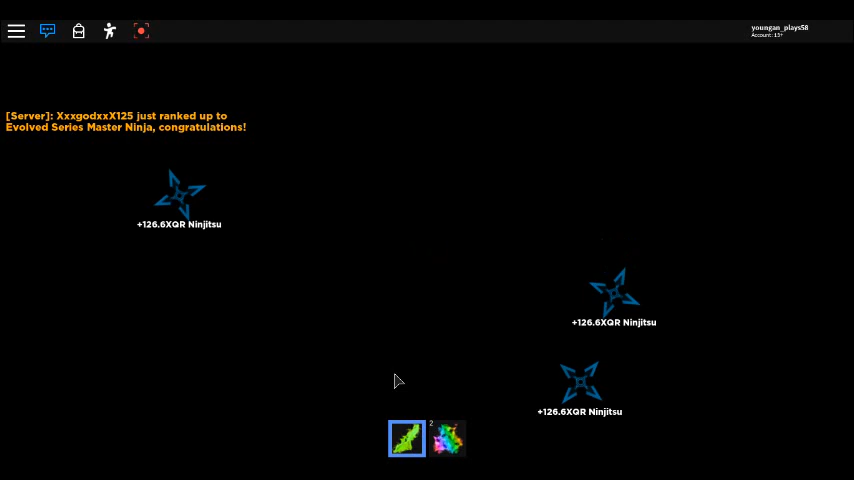 youngan_plays58
Account: 13+
[Server]: XxxgodxxX125 just ranked up to
Evolved Series Master Ninja, congratulations!
+126.6XQR Ninjitsu
+126.6XQR Ninjitsu
+126.6XQR Ninjitsu
2